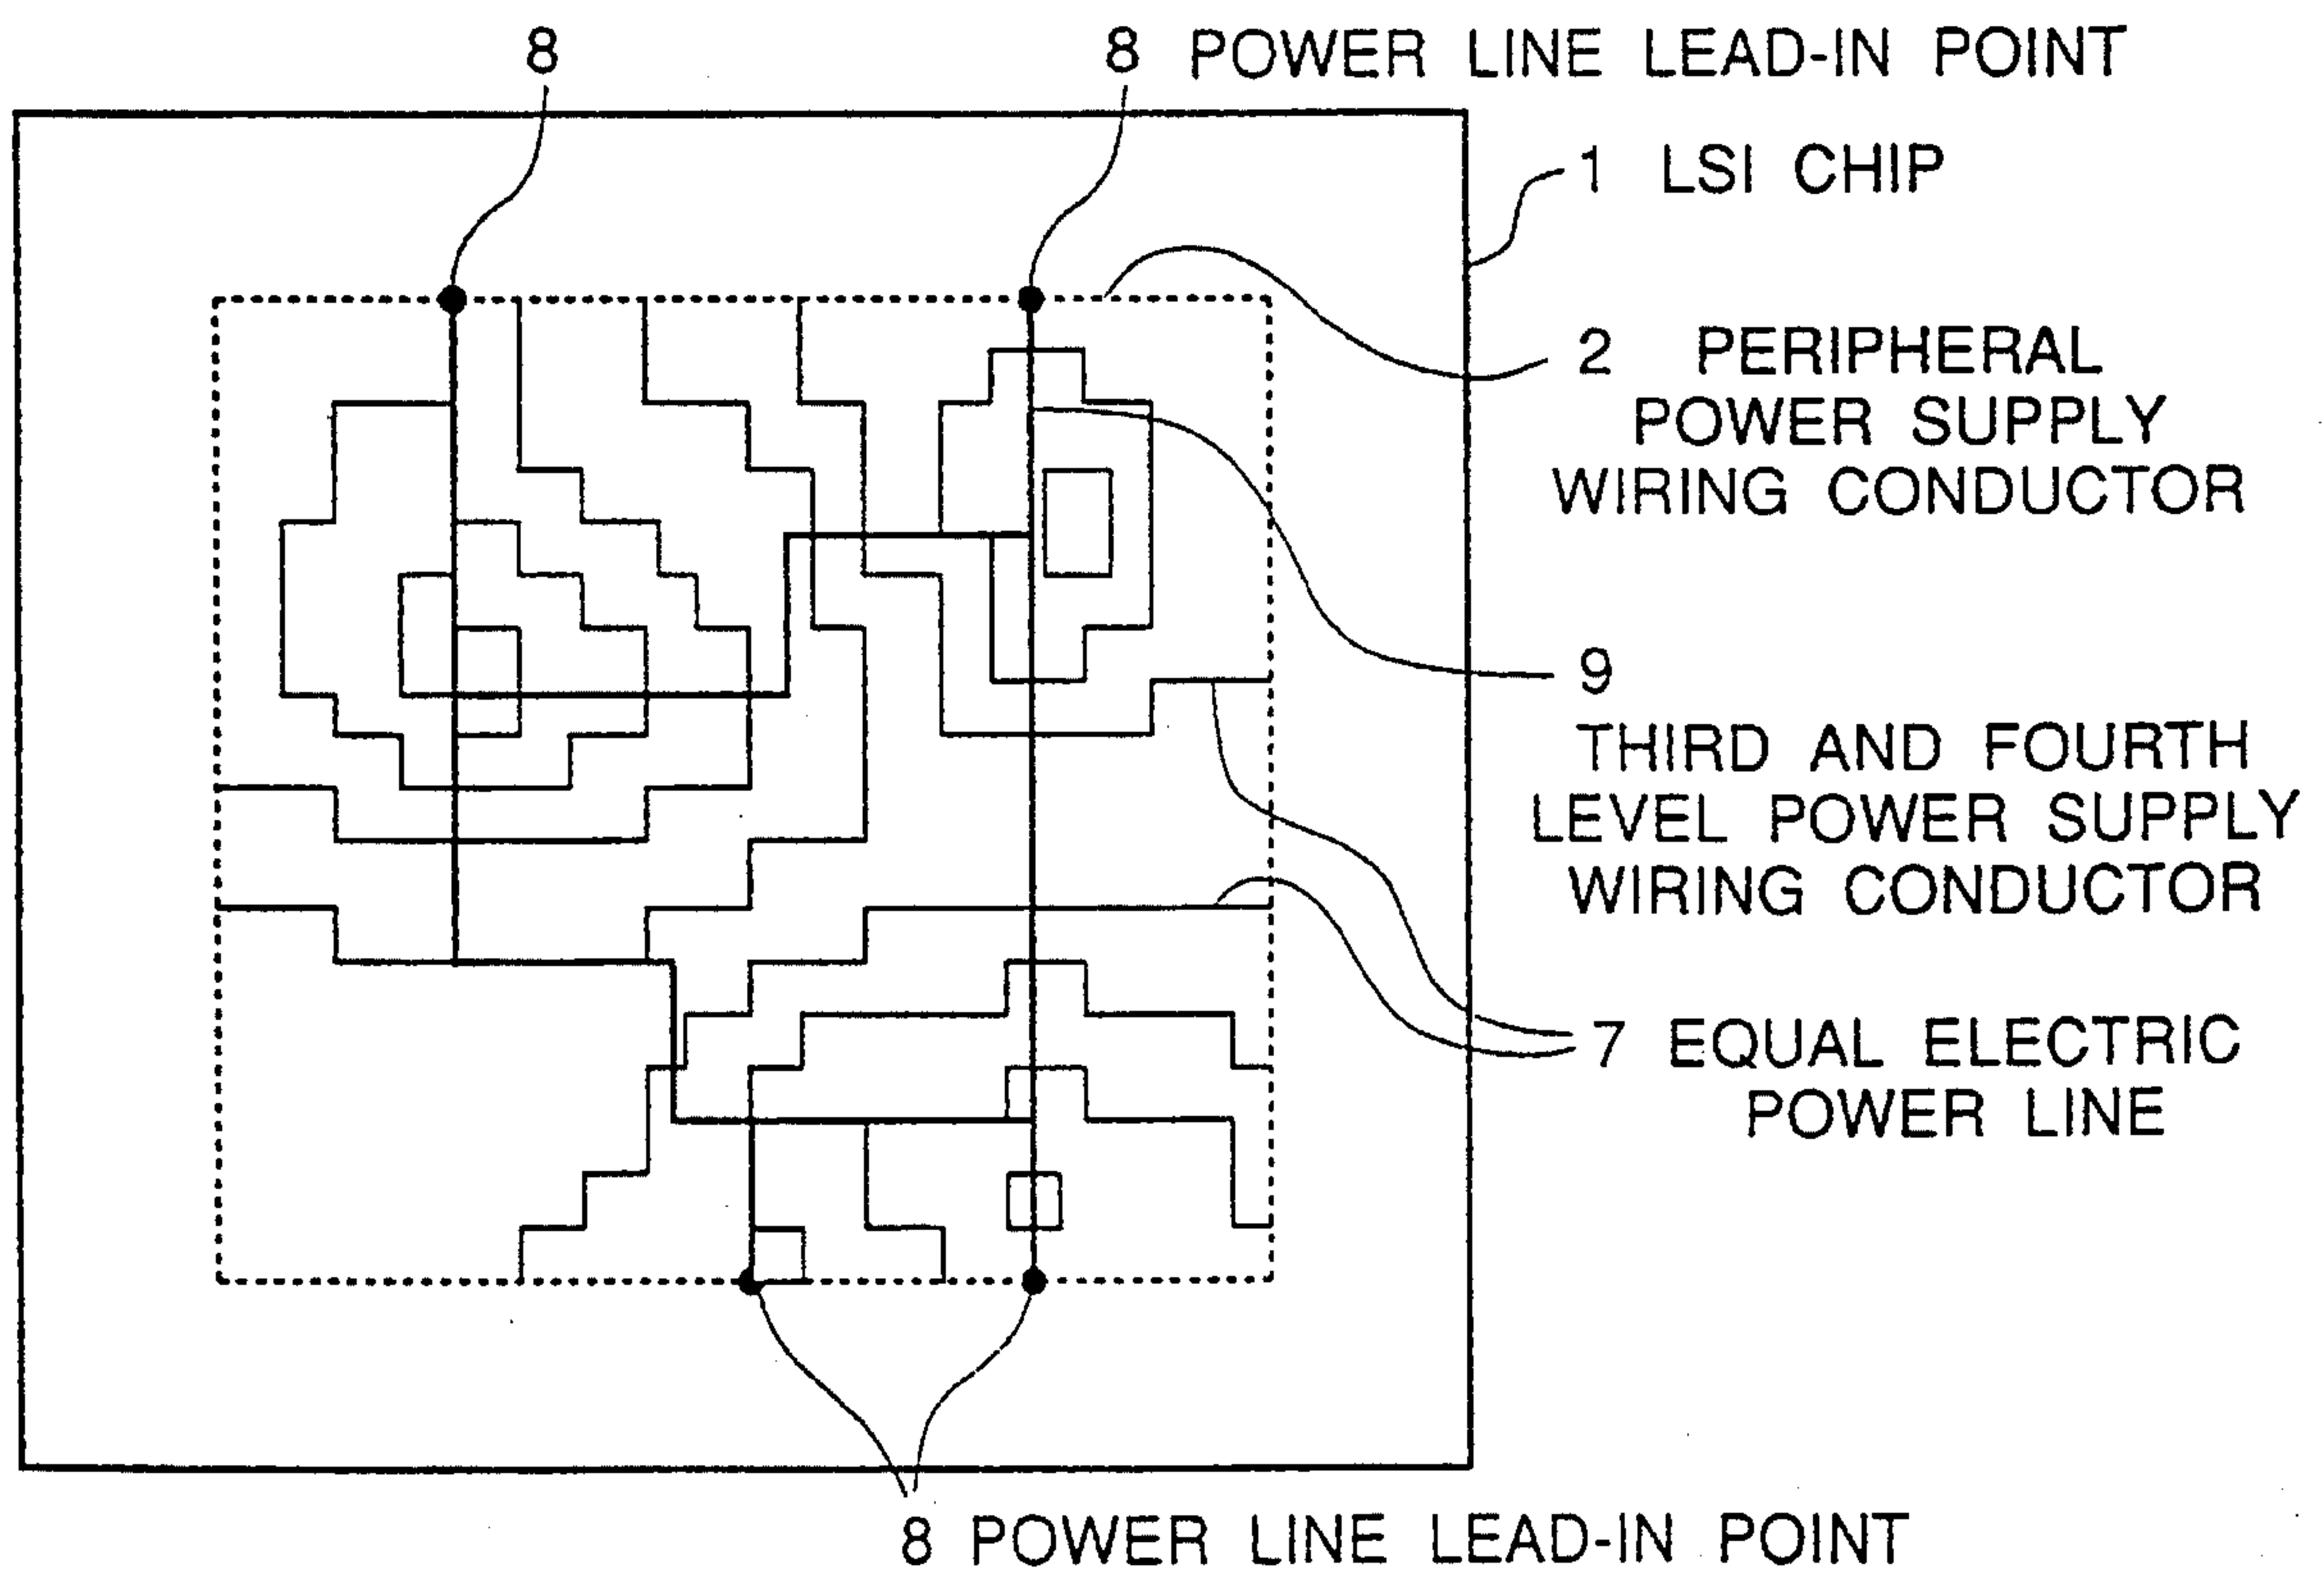 8
8 POWER LINE LEAD-IN POINT
1 LSI CHIP
2 PERIPHERAL
POWER SUPPLY
WIRING CONDUCTOR
9
THIRD AND FOURTH
LEVEL POWER SUPPLY
WIRING CONDUCTOR
7 EQUAL ELECTRIC
POWER LINE
8 POWER LINE LEAD-IN POINT